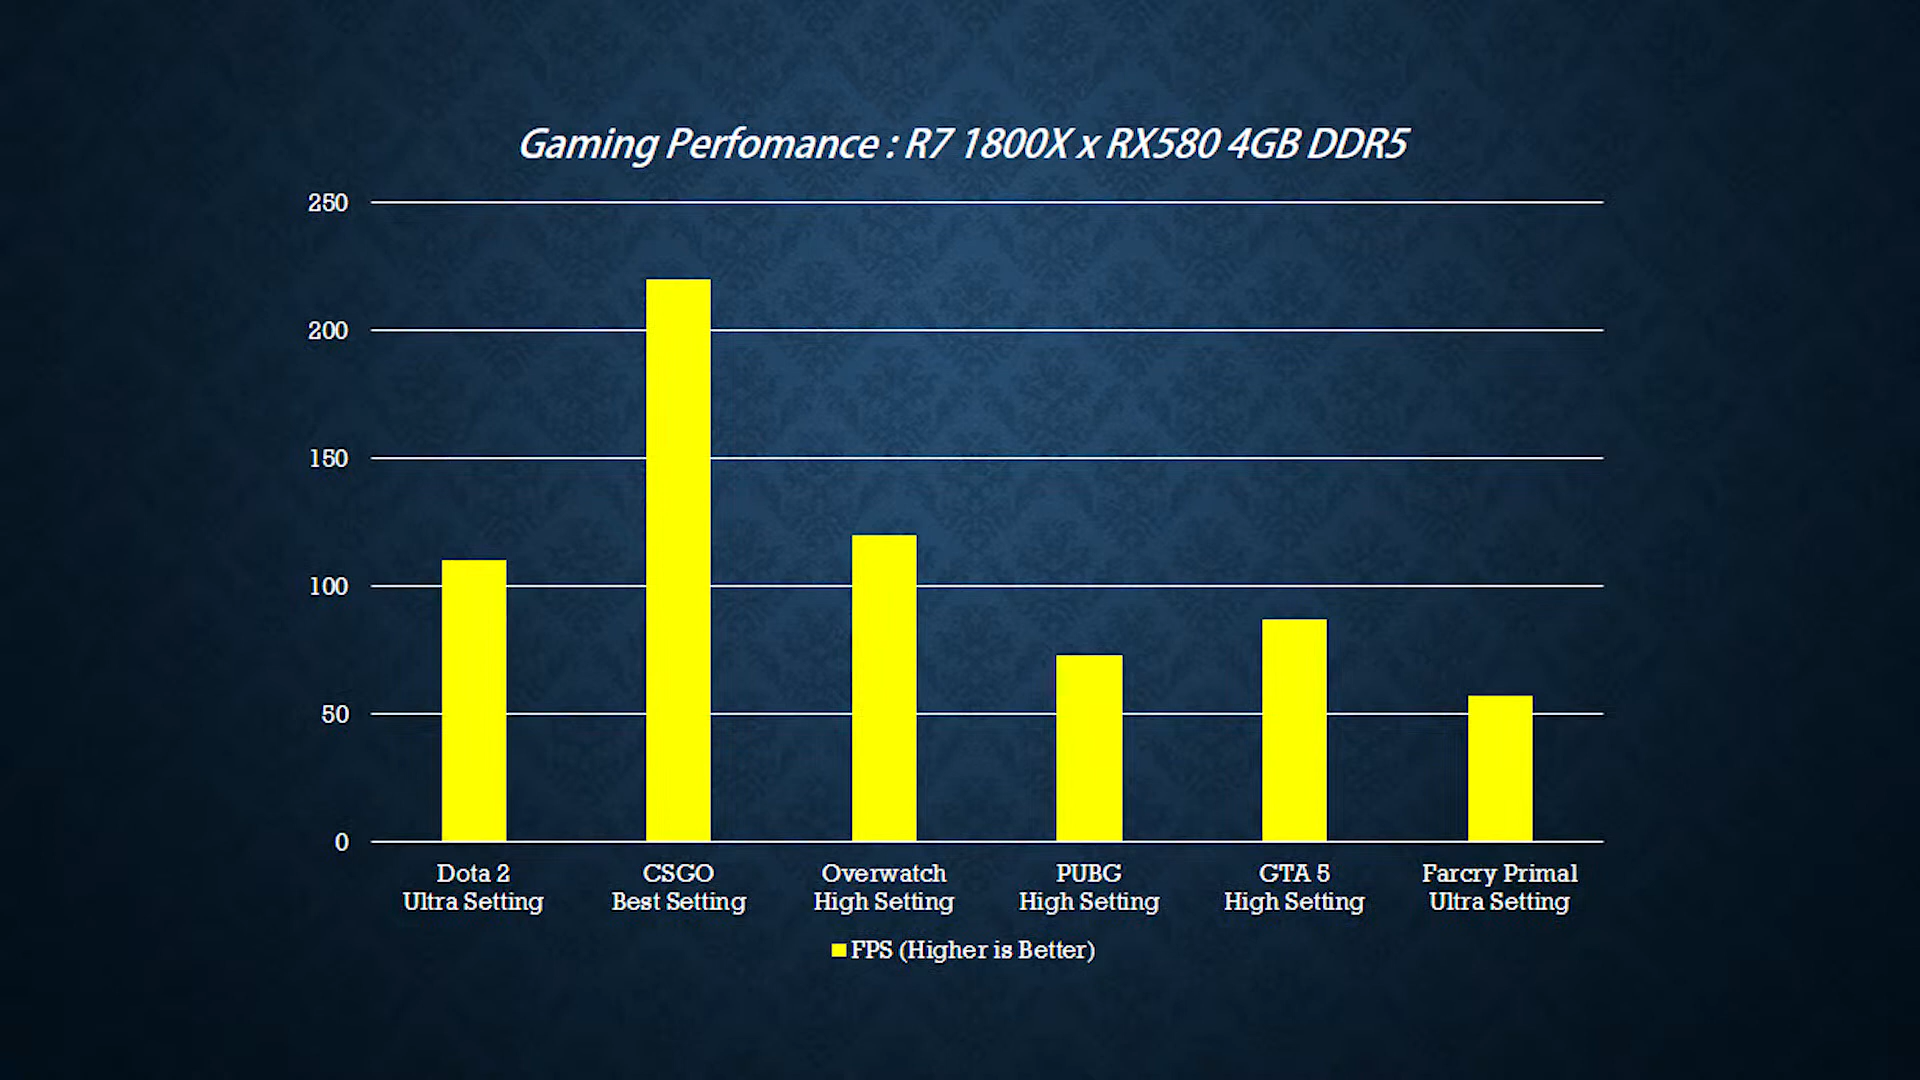 Gaming Perfomance : R7 1800X x RX580 4GB DDR5
250
200
150
100
50
0
Dota 2
Ultra Setting
CSGO
Best Setting
Overwatch
High Setting
PUBG
High Setting
GTA 5
High Setting
Farcry Primal
Ultra Setting
FPS (Higher is Better)